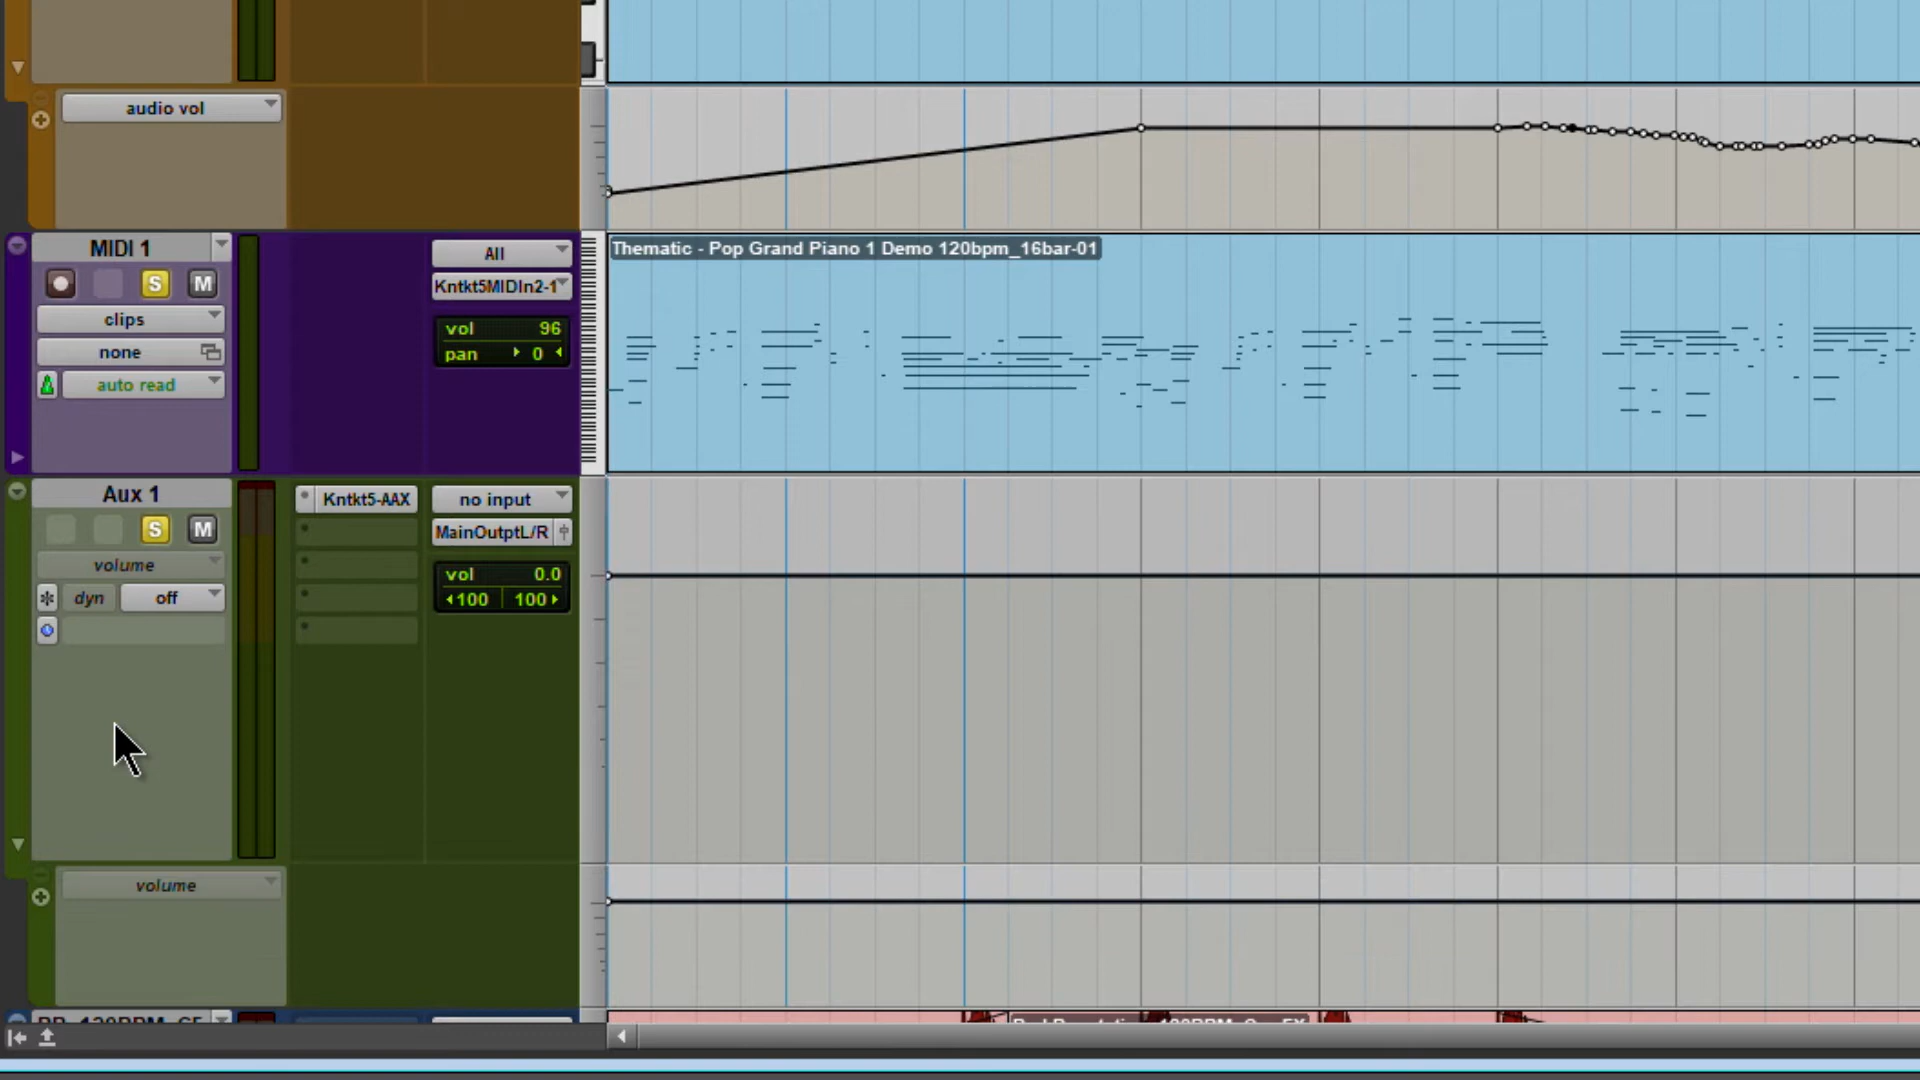 audio vol
MIDI 1
S M
clips
none
auto read
All
Kntkt5MIDIn2-1
vol 96
pan 0
Thematic - Pop Grand Piano 1 Demo 120bpm_16bar-01
Aux 1
S M
volume
dyn off
Kntkt5-AAX
no input
MainOutptL/R
vol 0.0
100 100
volume